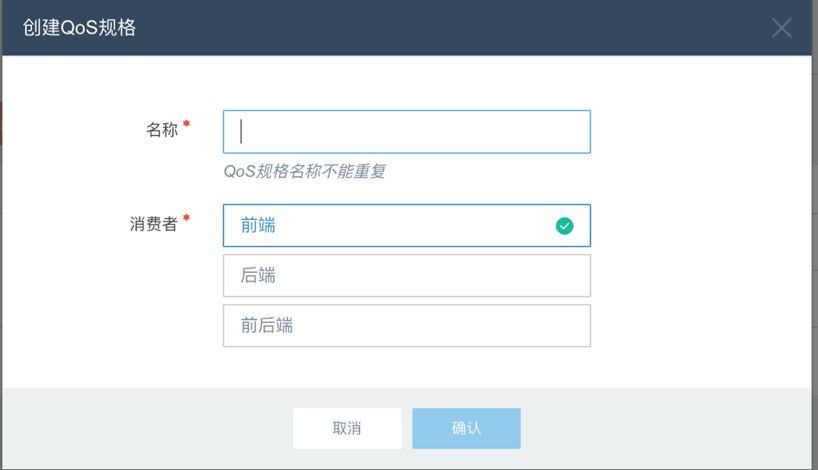 创建QoS规格
名称 *
QoS规格名称不能重复
消费者 * 前端
后端
前后端
取消 确认